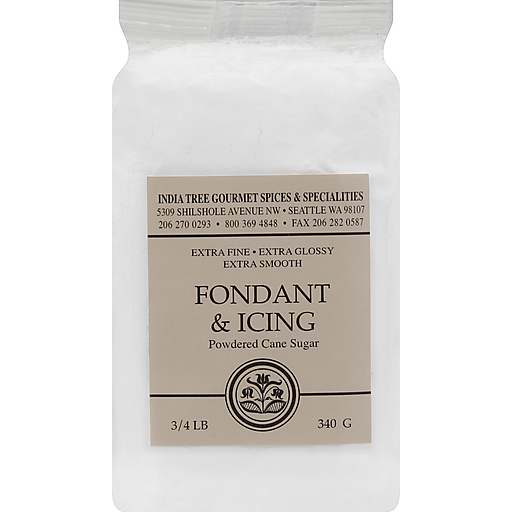 INDIA TREE GOURMET SPICES & SPECIALITIES
5309 SHILSHOLE AVENUE NW • SEATTLE WA 98107
206 270 0293 • 800 369 4848 • FAX 206 282 0587
EXTRA FINE • EXTRA GLOSSY
EXTRA SMOOTH
FONDANT
& ICING
Powdered Cane Sugar
3/4 LB 340 G